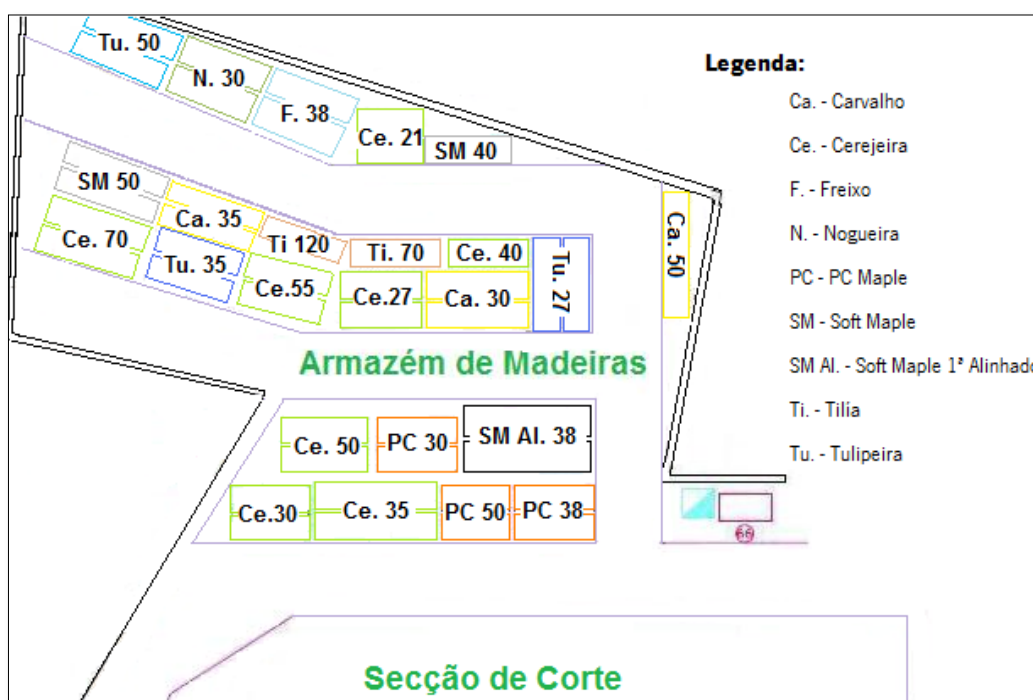 Tu. 50
N. 30
F. 38
Ce. 21
SM 40
Legenda:
Ca. - Carvalho
Ce. - Cerejeira
F. - Freixo
N. - Nogueira
PC - PC Maple
SM - Soft Maple
SM Al. - Soft Maple 1ª Alinhado
Ti. - Tilia
Tu. - Tulipeira
SM 50
Ca. 35
Ti 120
Ti. 70
Ce. 40
Tu. 27
Ca. 50
Ce. 70
Tu. 35
Ce.55
Ce.27
Ca. 30
Armazém de Madeiras
Ce. 50
PC 30
SM Al. 38
Ce.30
Ce. 35
PC 50
PC 38
66
Secção de Corte